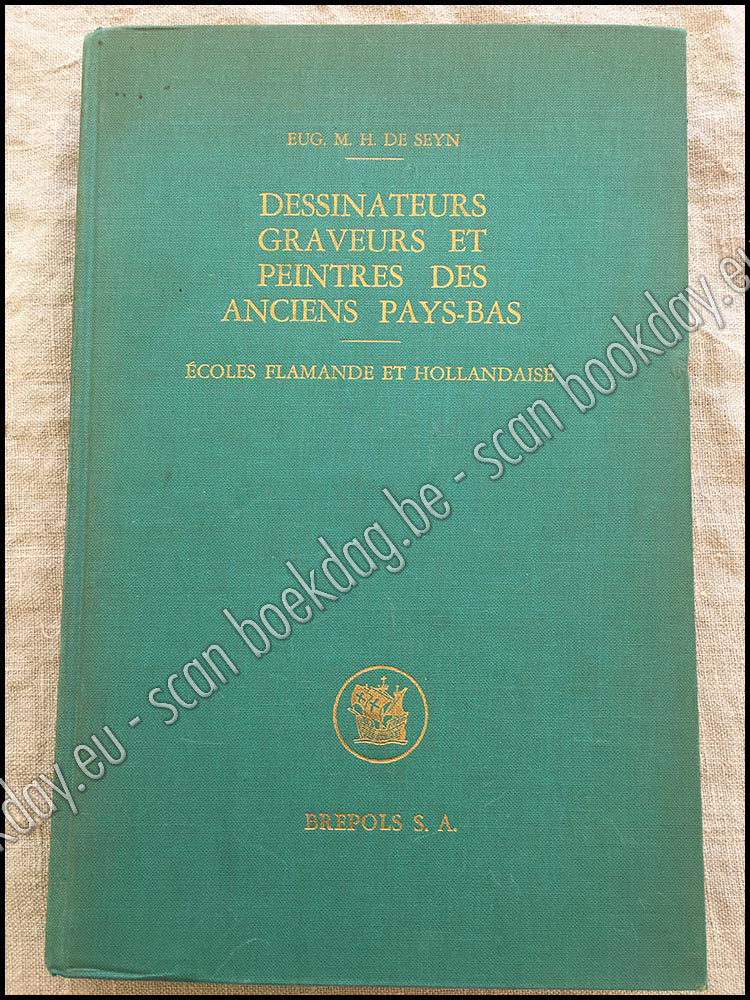 EUG. M. H. DE SEYN
DESSINATEURS
GRAVEURS ET
PEINTRES DES
ANCIENS PAYS-BAS
ÉCOLES FLAMANDE ET HOLLANDAISE
BREPOLS S. A.
okday.eu - scan boekdag.be - scan bookday.eu